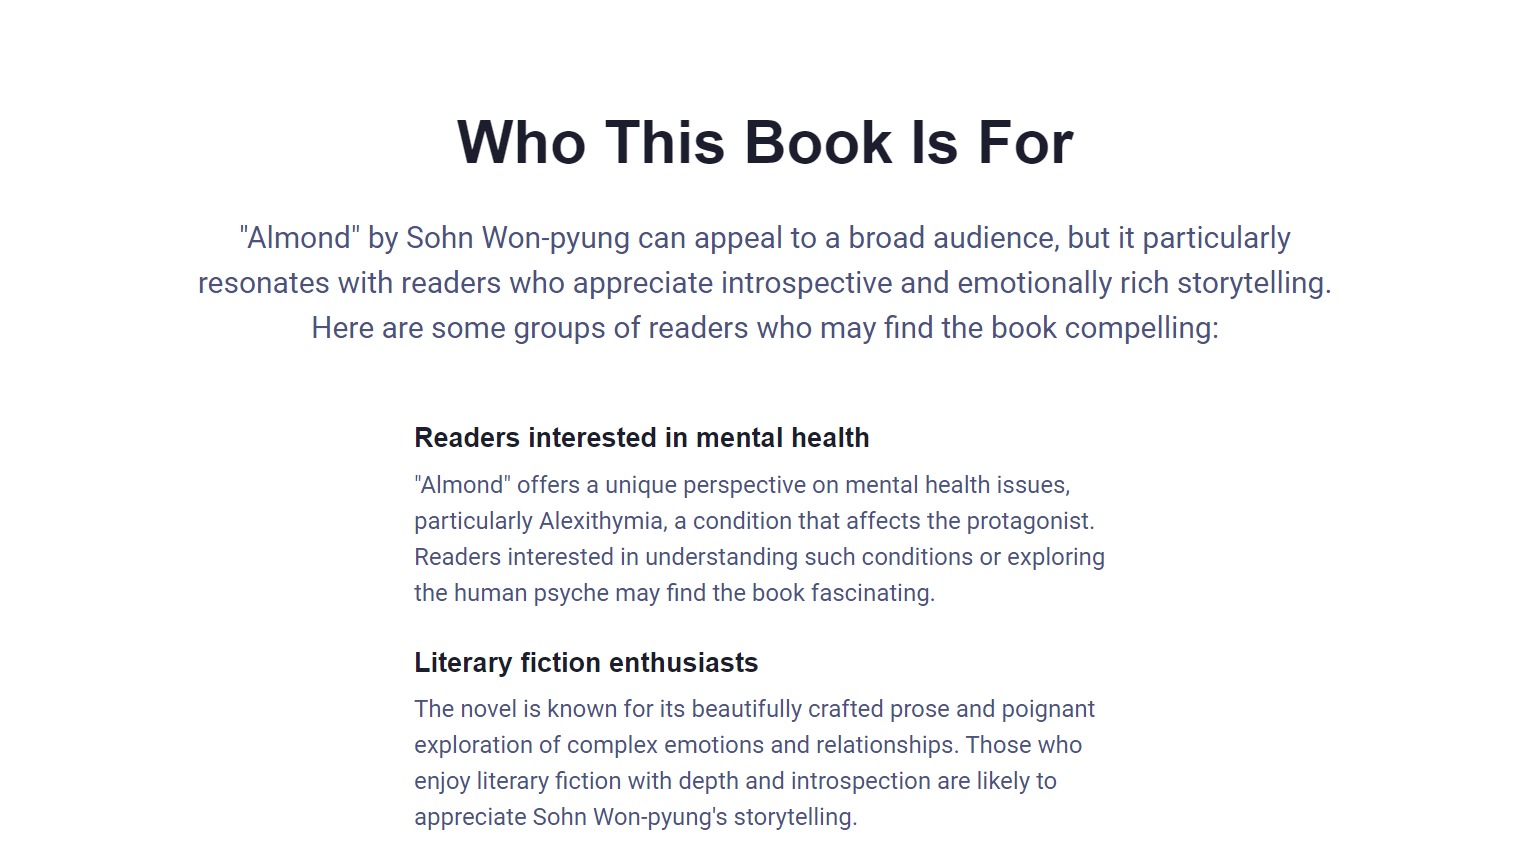 Who This Book Is For
"Almond" by Sohn Won-pyung can appeal to a broad audience, but it particularly
resonates with readers who appreciate introspective and emotionally rich storytelling.
Here are some groups of readers who may find the book compelling:
Readers interested in mental health
"Almond" offers a unique perspective on mental health issues,
particularly Alexithymia, a condition that affects the protagonist.
Readers interested in understanding such conditions or exploring
the human psyche may find the book fascinating.
Literary fiction enthusiasts
The novel is known for its beautifully crafted prose and poignant
exploration of complex emotions and relationships. Those who
enjoy literary fiction with depth and introspection are likely to
appreciate Sohn Won-pyung's storytelling.